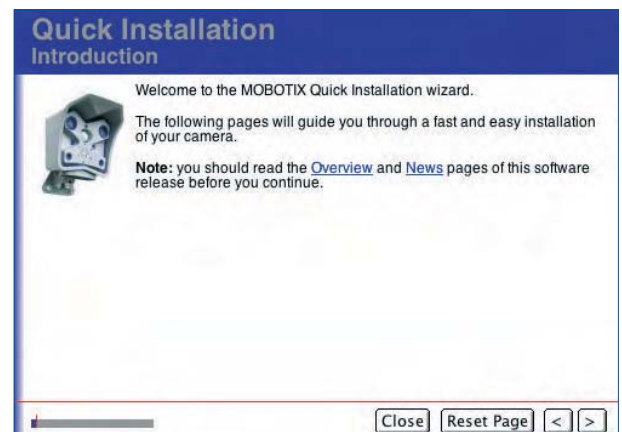 Quick Installation
Introduction
Welcome to the MOBOTIX Quick Installation wizard.
The following pages will guide you through a fast and easy installation
of your camera.
Note: you should read the Overview and News pages of this software
release before you continue.
Close Reset Page < >